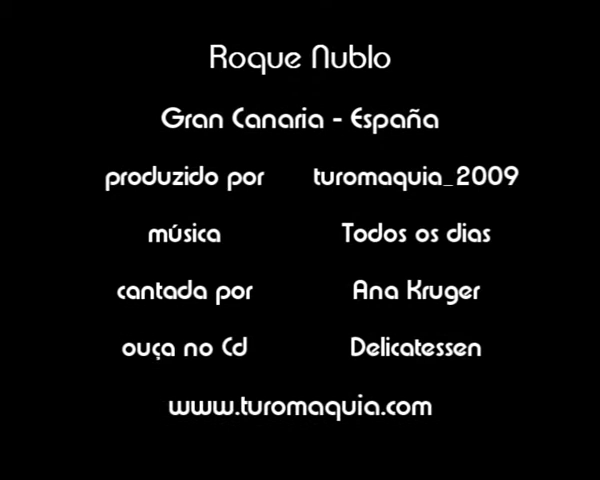 Roque Nublo
Gran Canaria - España
produzido por turomaquia_2009
música Todos os dias
cantada por Ana Kruger
ouça no Cd Delicatessen
www.turomaquia.com